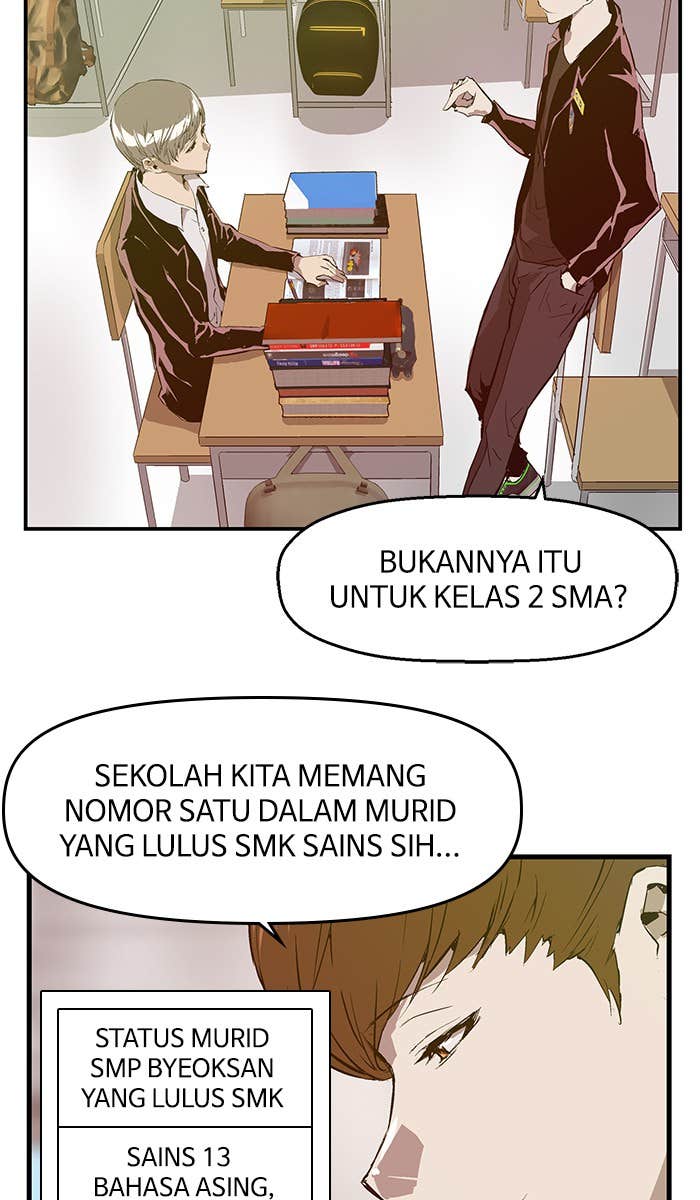 BUKANNYA ITU
UNTUK KELAS 2 SMA?
SEKOLAH KITA MEMANG
NOMOR SATU DALAM MURID
YANG LULUS SMK SAINS SIH...
STATUS MURID
SMP BYEOKSAN
YANG LULUS SMK
SAINS 13
BAHASA ASING,